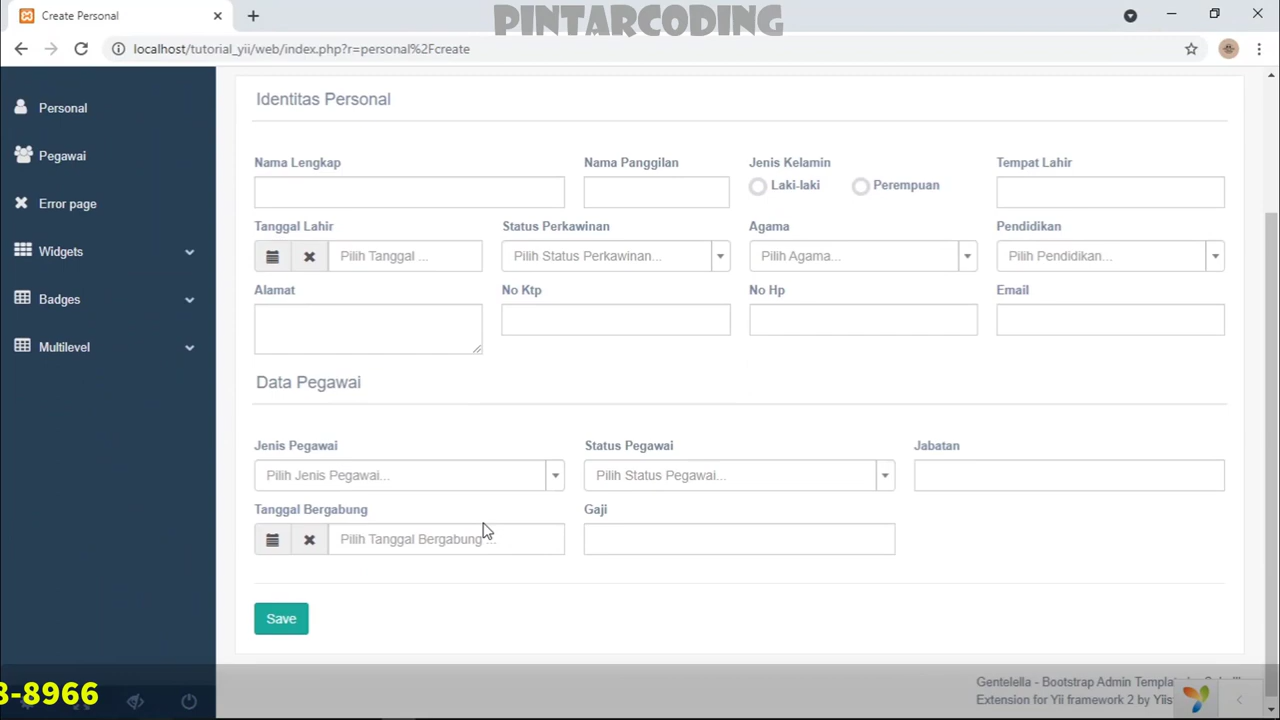 Create Personal
PINTARCODING
localhost/tutorial_yii/web/index.php?r=personal%2Fcreate
Personal
Pegawai
Error page
Widgets
Badges
Multilevel
Identitas Personal
Nama Lengkap Nama Panggilan Jenis Kelamin Tempat Lahir
Laki-laki Perempuan
Tanggal Lahir Status Perkawinan Agama Pendidikan
Pilih Tanggal ... Pilih Status Perkawinan... Pilih Agama... Pilih Pendidikan...
Alamat No Ktp No Hp Email
Data Pegawai
Jenis Pegawai Status Pegawai Jabatan
Pilih Jenis Pegawai... Pilih Status Pegawai...
Tanggal Bergabung Gaji
Pilih Tanggal Bergabung ...
Save
8-8966
Gentelella - Bootstrap Admin
Extension for Yii framework 2 by